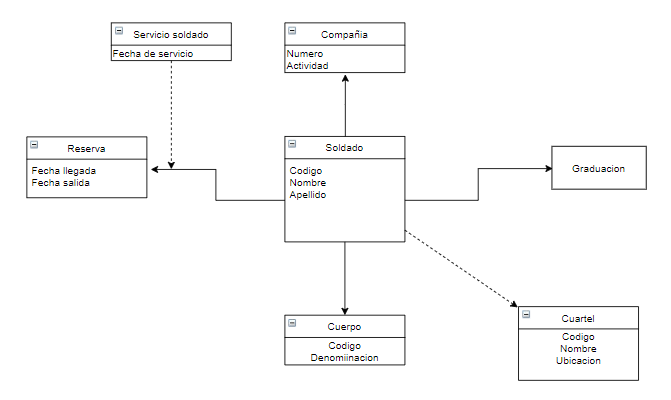 Servicio soldado
Fecha de servicio
Compañia
Numero
Actividad
Reserva
Fecha llegada
Fecha salida
Soldado
Codigo
Nombre
Apellido
Graduacion
Cuerpo
Codigo
Denomiinacion
Cuartel
Codigo
Nombre
Ubicacion